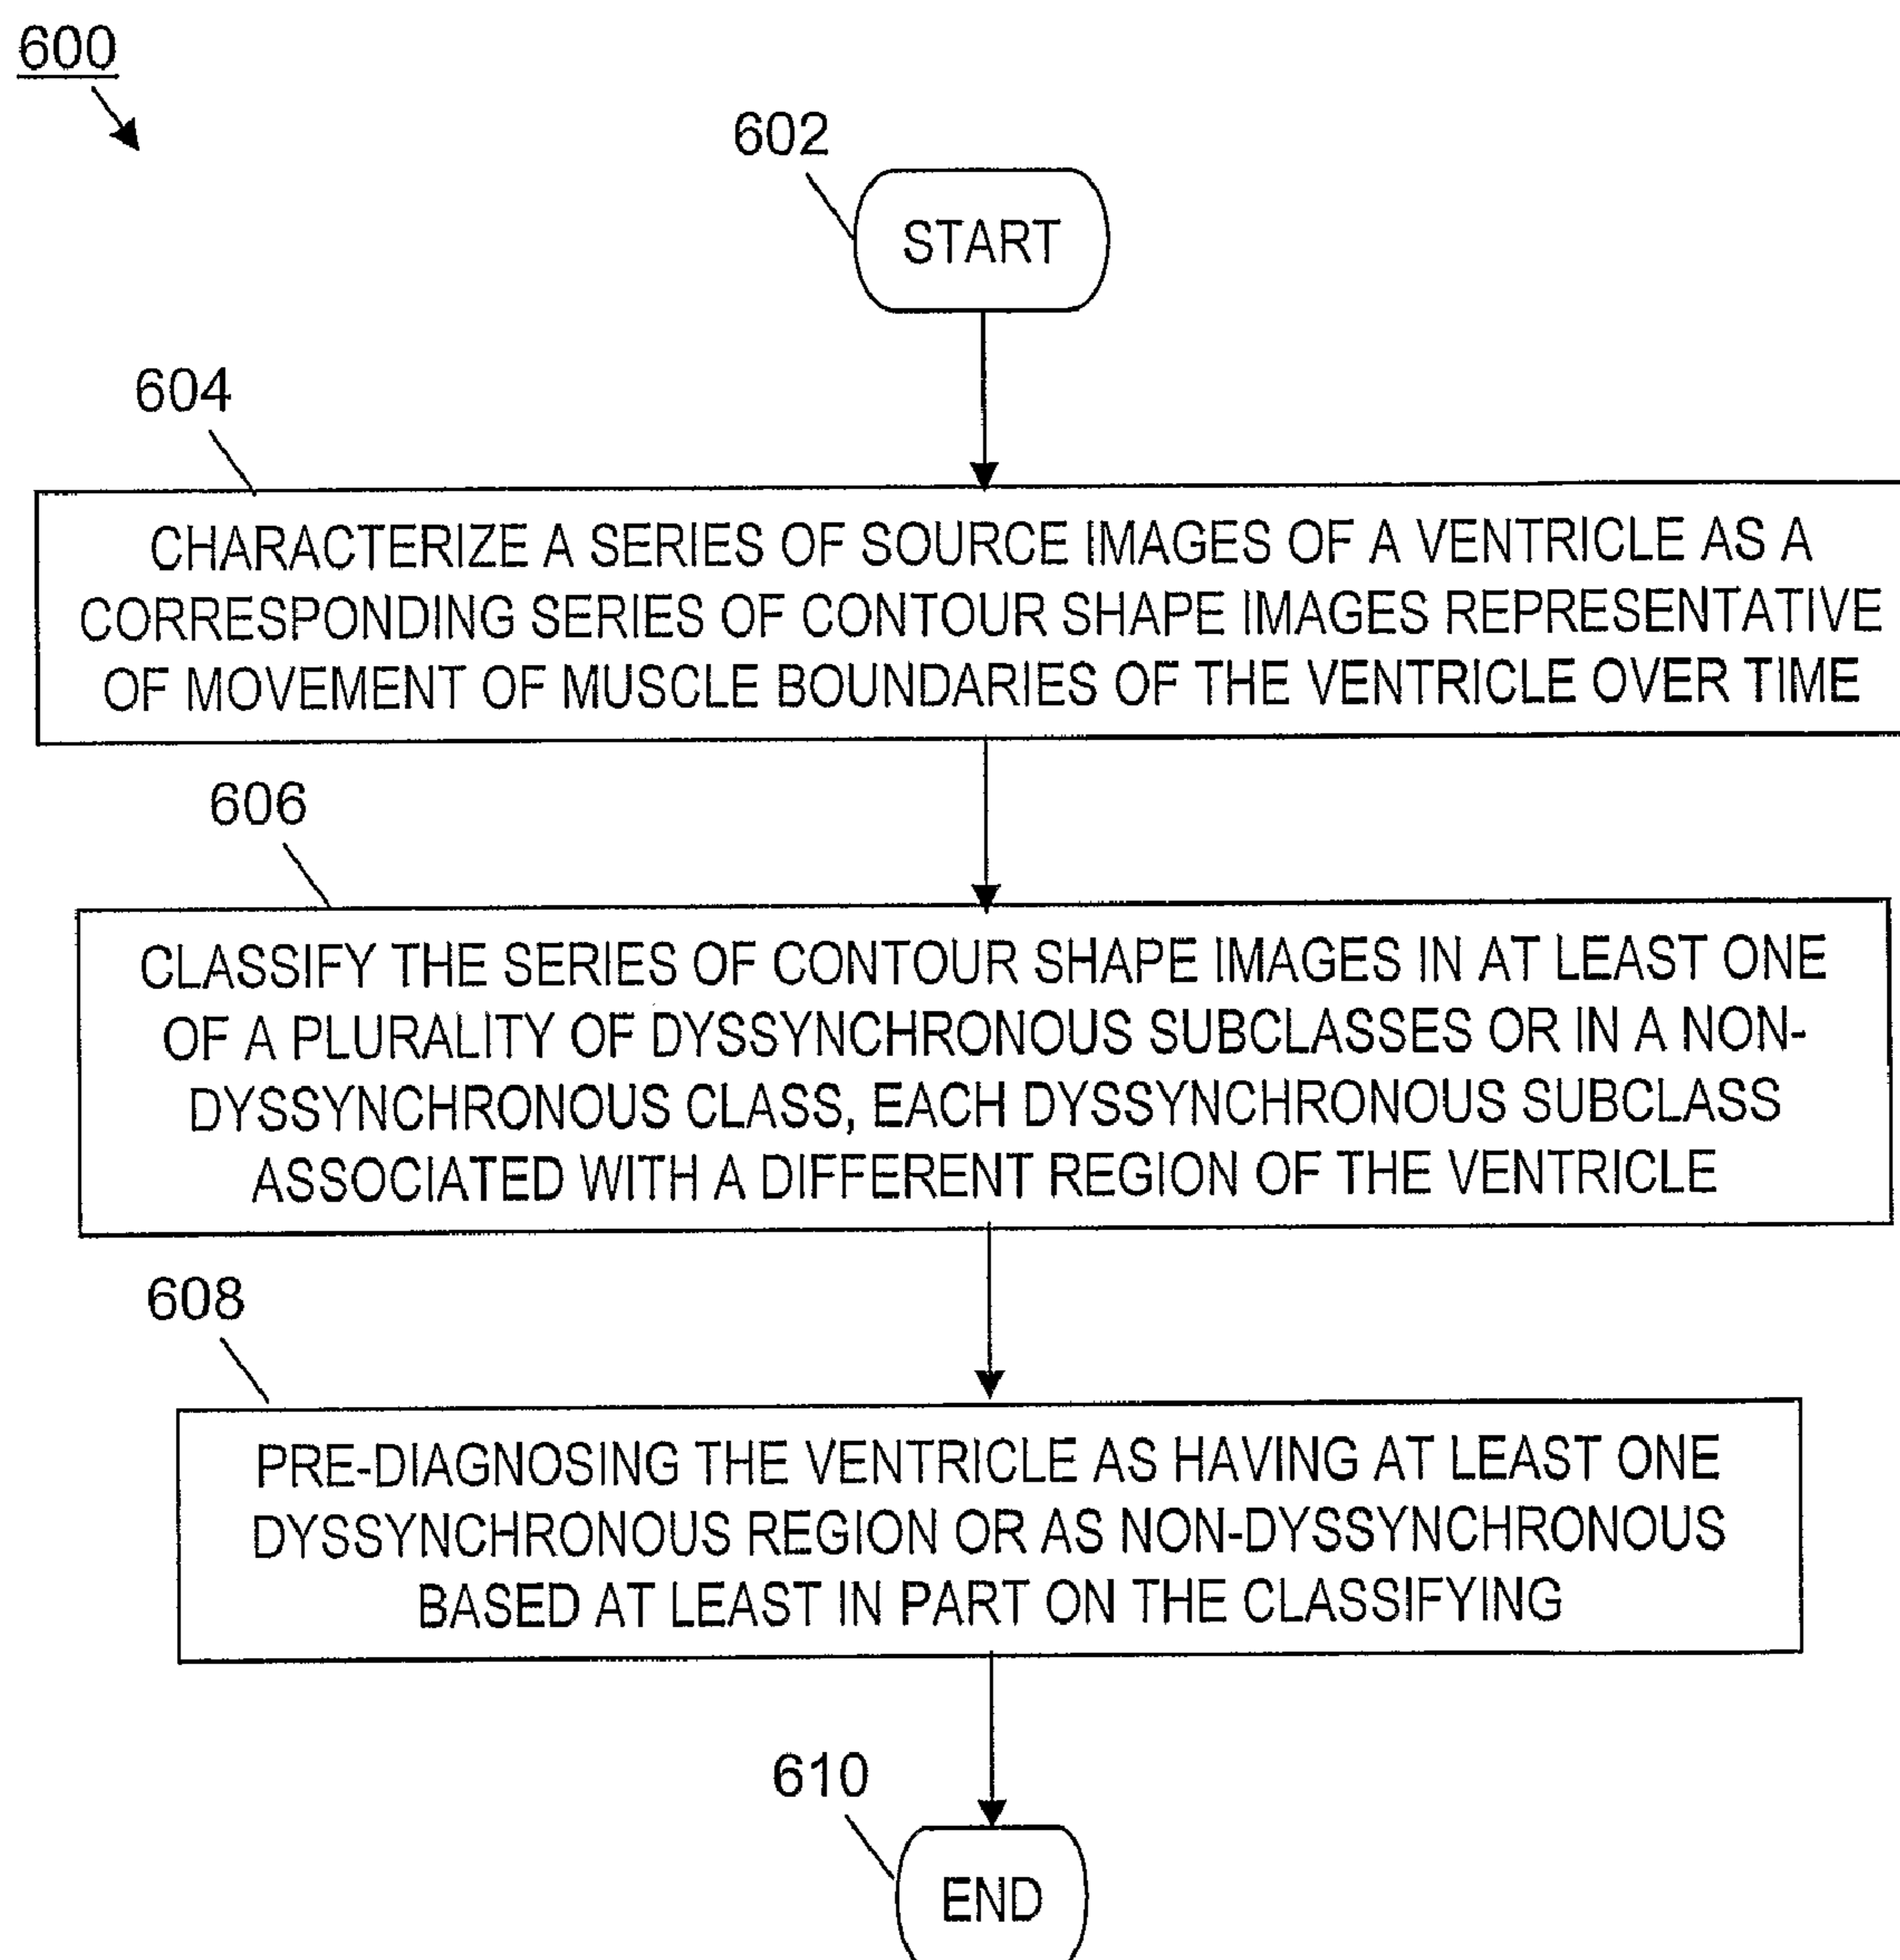 600
602
START
604
CHARACTERIZE A SERIES OF SOURCE IMAGES OF A VENTRICLE AS A
CORRESPONDING SERIES OF CONTOUR SHAPE IMAGES REPRESENTATIVE
OF MOVEMENT OF MUSCLE BOUNDARIES OF THE VENTRICLE OVER TIME
606
CLASSIFY THE SERIES OF CONTOUR SHAPE IMAGES IN AT LEAST ONE
OF A PLURALITY OF DYSSYNCHRONOUS SUBCLASSES OR IN A NON-
DYSSYNCHRONOUS CLASS, EACH DYSSYNCHRONOUS SUBCLASS
ASSOCIATED WITH A DIFFERENT REGION OF THE VENTRICLE
608
PRE-DIAGNOSING THE VENTRICLE AS HAVING AT LEAST ONE
DYSSYNCHRONOUS REGION OR AS NON-DYSSYNCHRONOUS
BASED AT LEAST IN PART ON THE CLASSIFYING
610
END